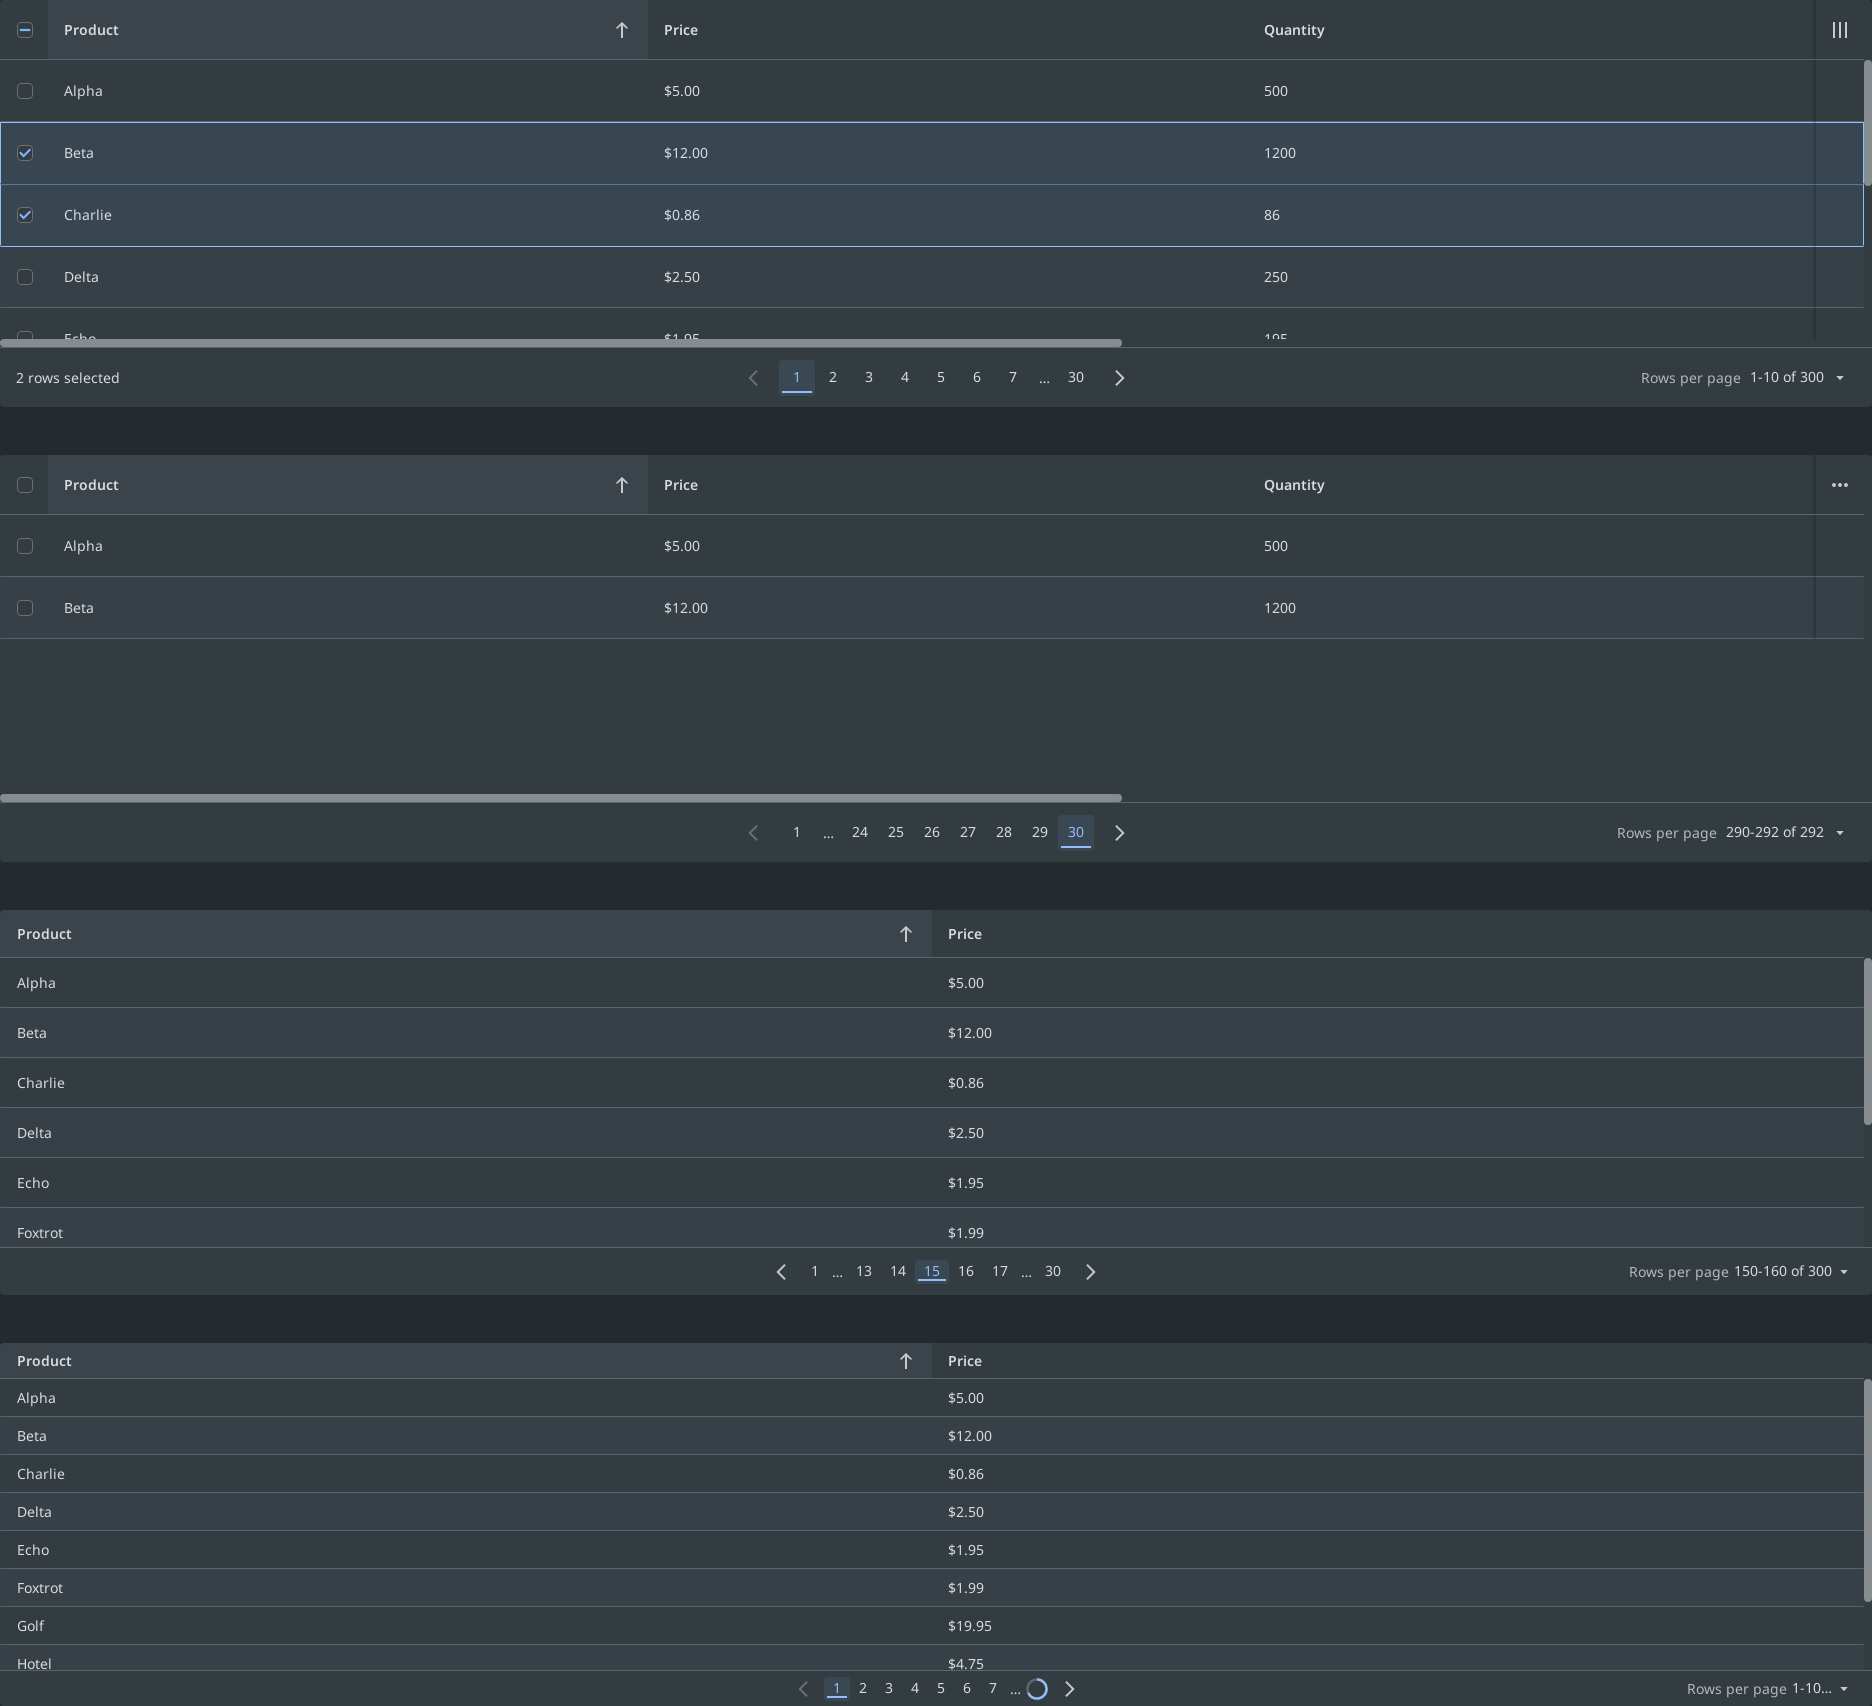 Product Price Quantity
Alpha $5.00 500
Beta $12.00 1200
Charlie $0.86 86
Delta $2.50 250
Echo $1.95 195
2 rows selected 1 2 3 4 5 6 7 ... 30 Rows per page 1-10 of 300
Product Price Quantity
Alpha $5.00 500
Beta $12.00 1200
1 ... 24 25 26 27 28 29 30 Rows per page 290-292 of 292
Product Price
Alpha $5.00
Beta $12.00
Charlie $0.86
Delta $2.50
Echo $1.95
Foxtrot $1.99
1 ... 13 14 15 16 17 ... 30 Rows per page 150-160 of 300
Product Price
Alpha $5.00
Beta $12.00
Charlie $0.86
Delta $2.50
Echo $1.95
Foxtrot $1.99
Golf $19.95
Hotel $4.75
1 2 3 4 5 6 7 ... Rows per page 1-10...